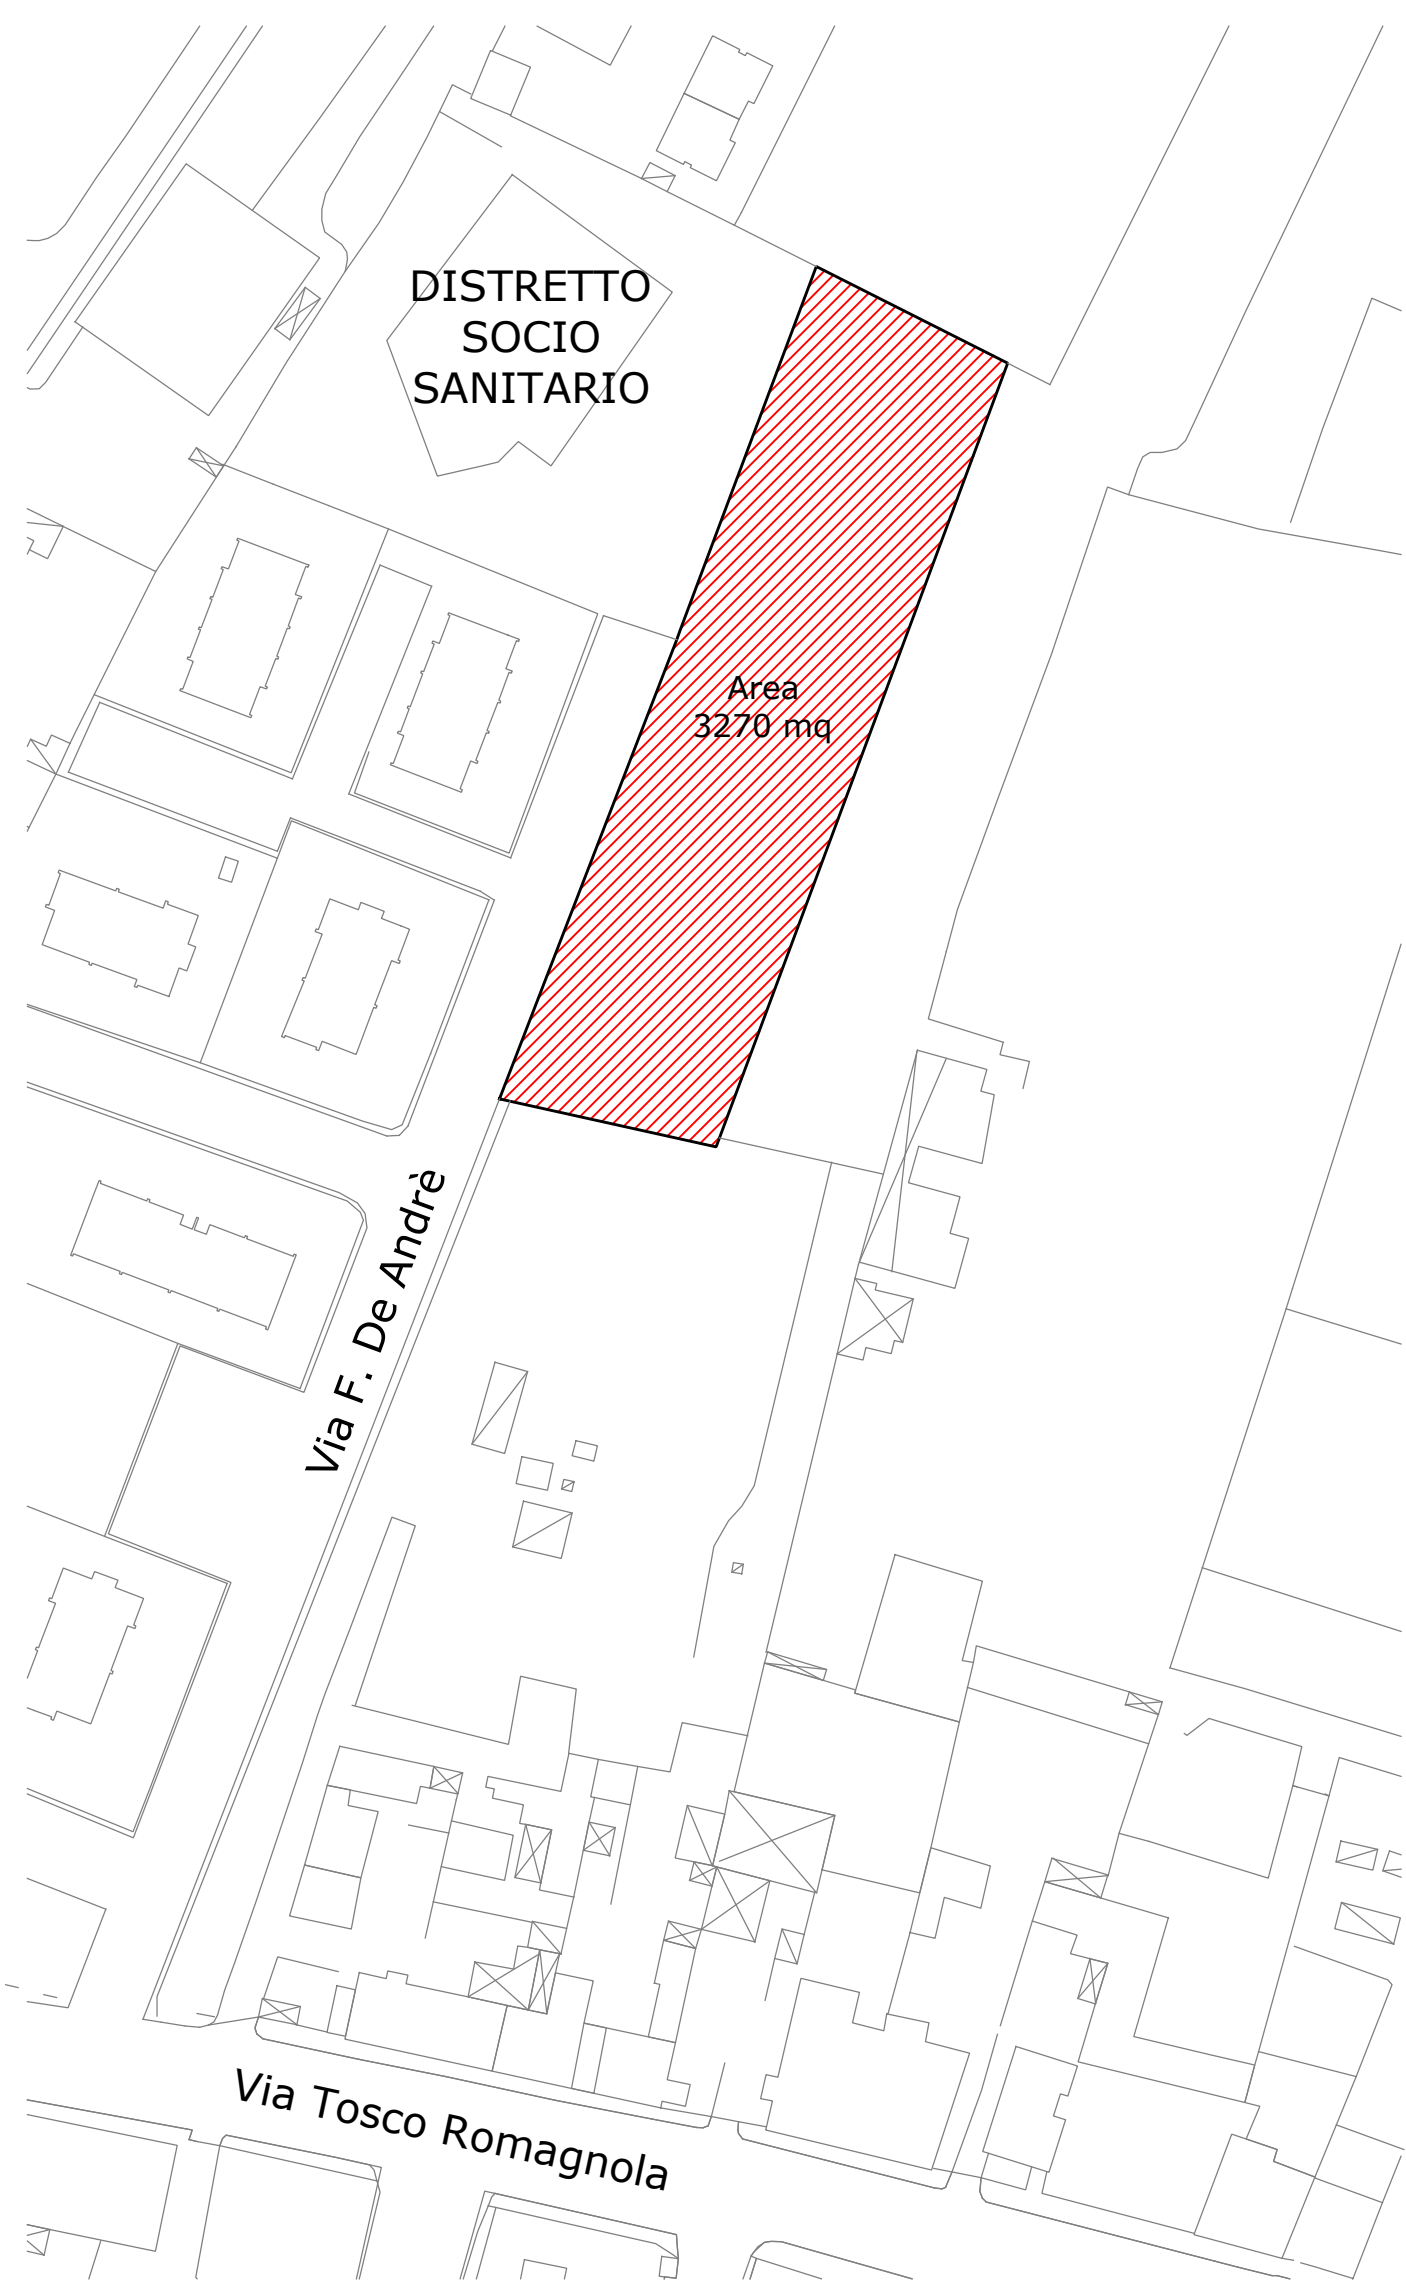 DISTRETTO
SOCIO
SANITARIO
Area
3270 mq
Via F. De Andrè
Via Tosco Romagnola